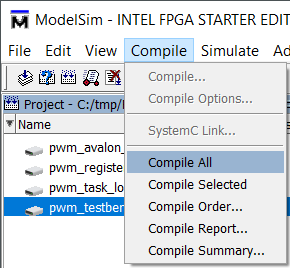 ModelSim - INTEL FPGA STARTER EDIT
File Edit View Compile Simulate Ad
Project - C:/tmp/
Name
pwm_avalon_
pwm_registe
pwm_task_lo
pwm_testben
Compile...
Compile Options...
SystemC Link...
Compile All
Compile Selected
Compile Order...
Compile Report...
Compile Summary...